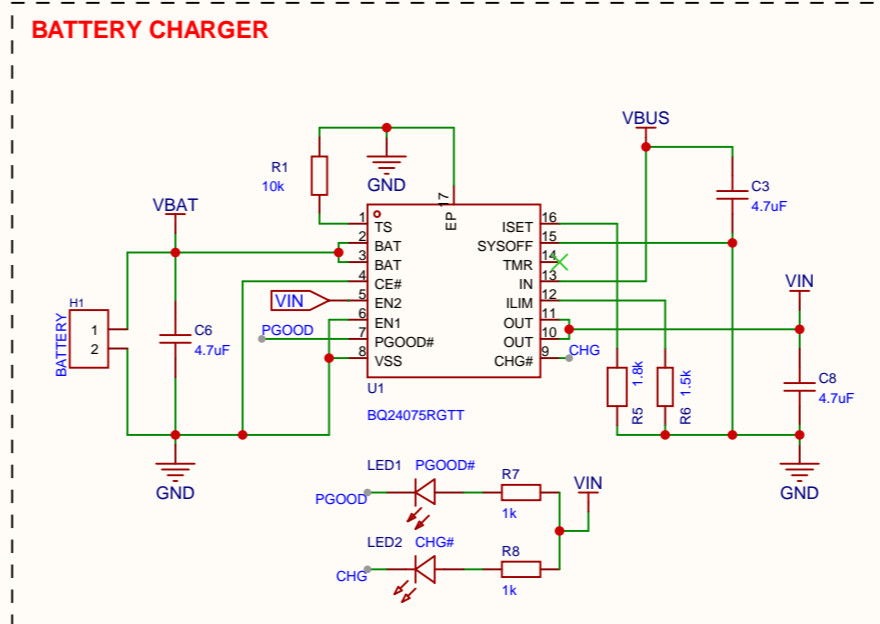 BATTERY CHARGER
VBUS
R1
10k
GND
17
EP
C3
4.7uF
VBAT
1
TS
ISET
16
2
BAT
SYSOFF
15
3
BAT
TMR
14
4
CE#
IN
13
VIN
5
EN2
ILIM
12
VIN
H1
6
EN1
OUT
11
BATTERY
1
2
C6
4.7uF
PGOOD
7
PGOOD#
OUT
10
8
VSS
CHG#
9
CHG
U1
BQ24075RGTT
1.8k
R5
1.5k
R6
C8
4.7uF
GND
GND
LED1
PGOOD#
R7
VIN
PGOOD
1k
LED2
CHG#
R8
CHG
1k